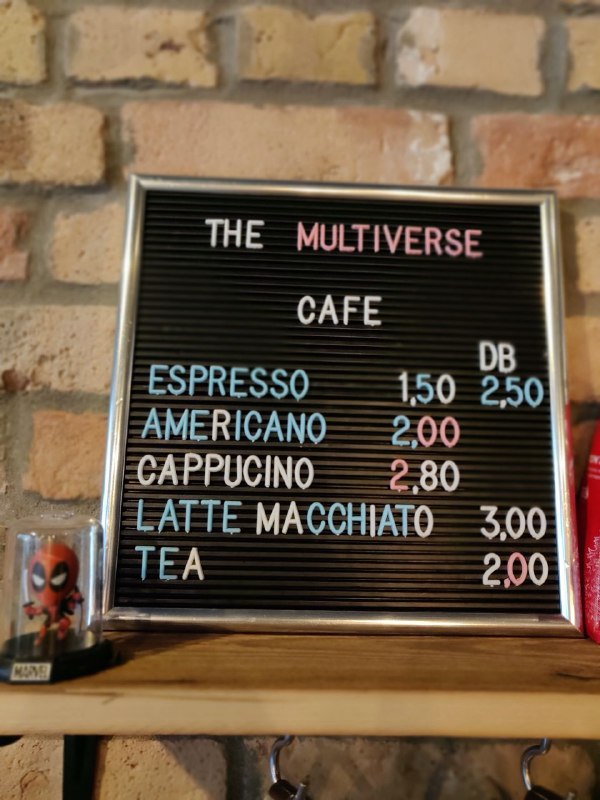 THE MULTIVERSE
CAFE
DB
ESPRESSO 1,50 2,50
AMERICANO 2,00
CAPPUCINO 2,80
LATTE MACCHIATO 3,00
TEA 2,00
MARVEL